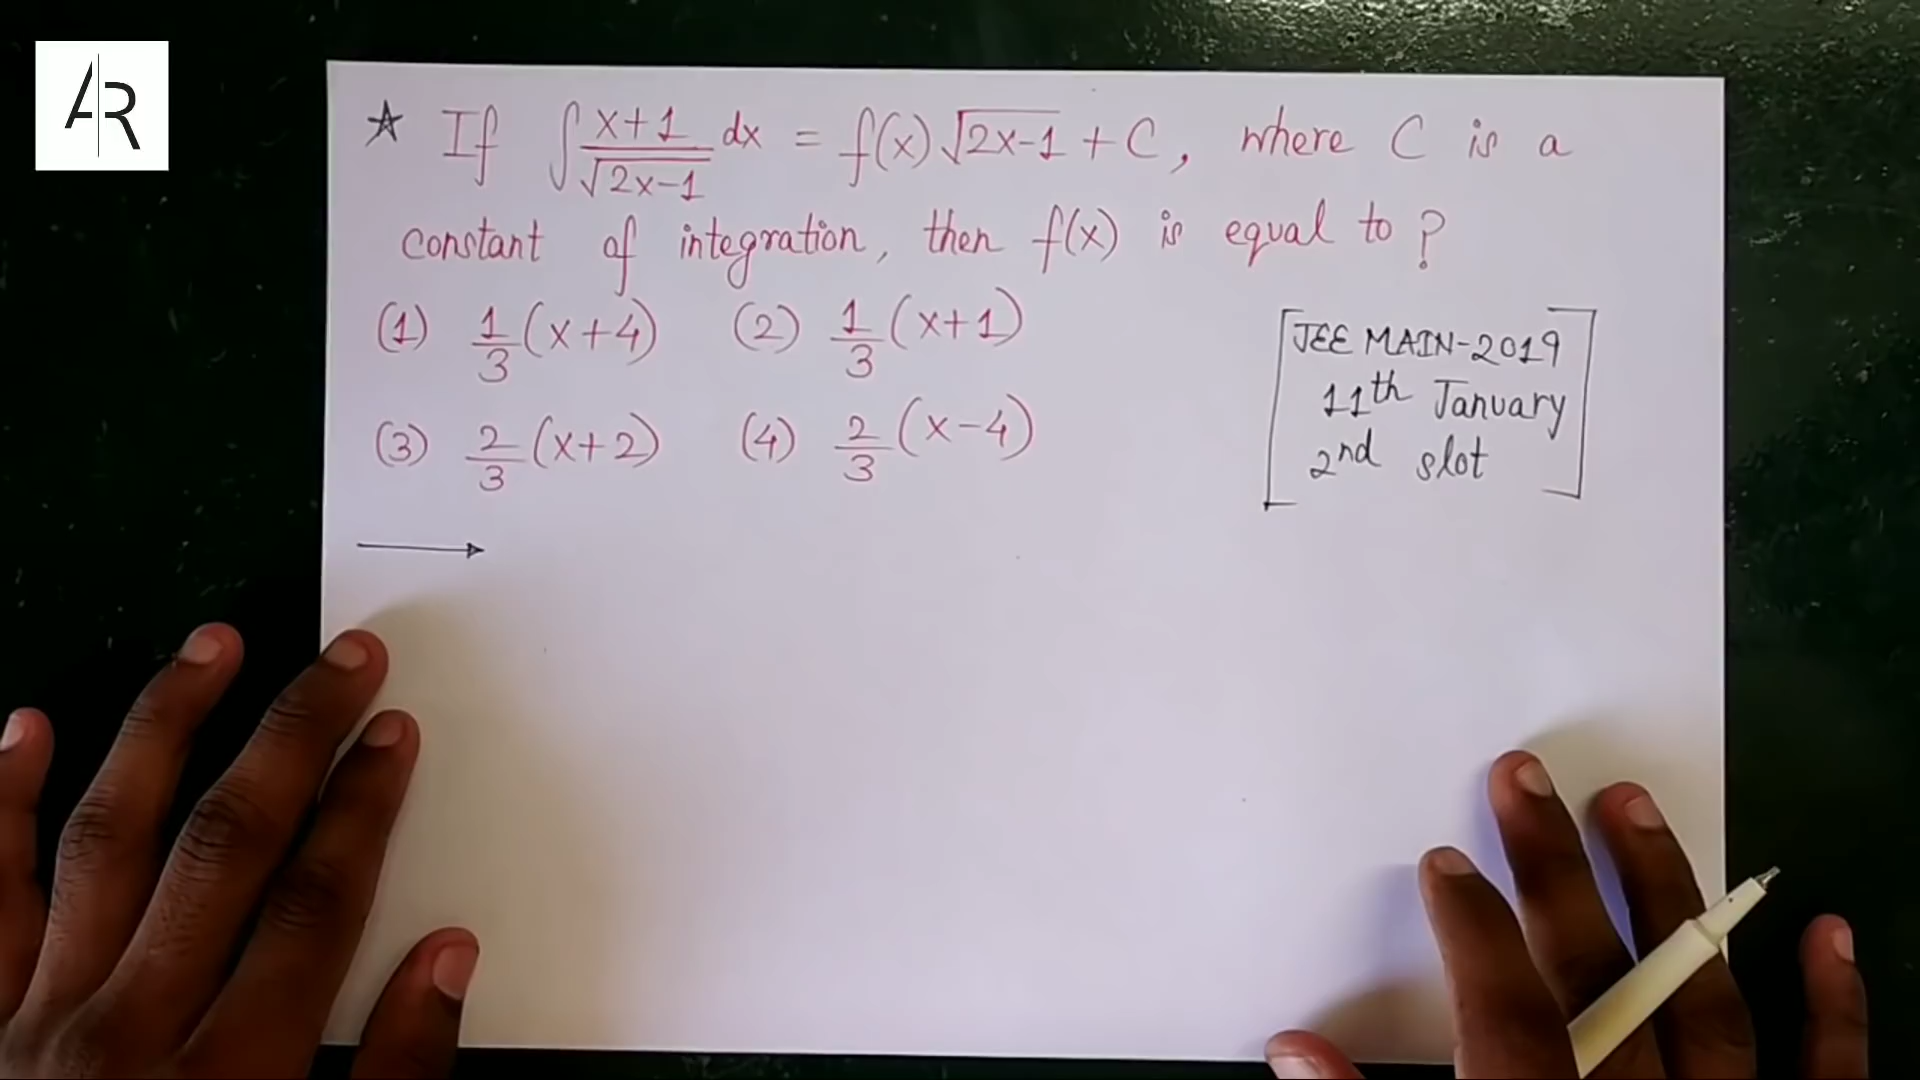 AR
☆ If ∫ (x+1)/√(2x-1) dx = f(x)√(2x-1) + C, where C is a
constant of integration, then f(x) is equal to ?
(1) 1/3 (x+4) (2) 1/3 (x+1)
(3) 2/3 (x+2) (4) 2/3 (x-4)
[JEE MAIN-2019
11th January
2nd slot]
→